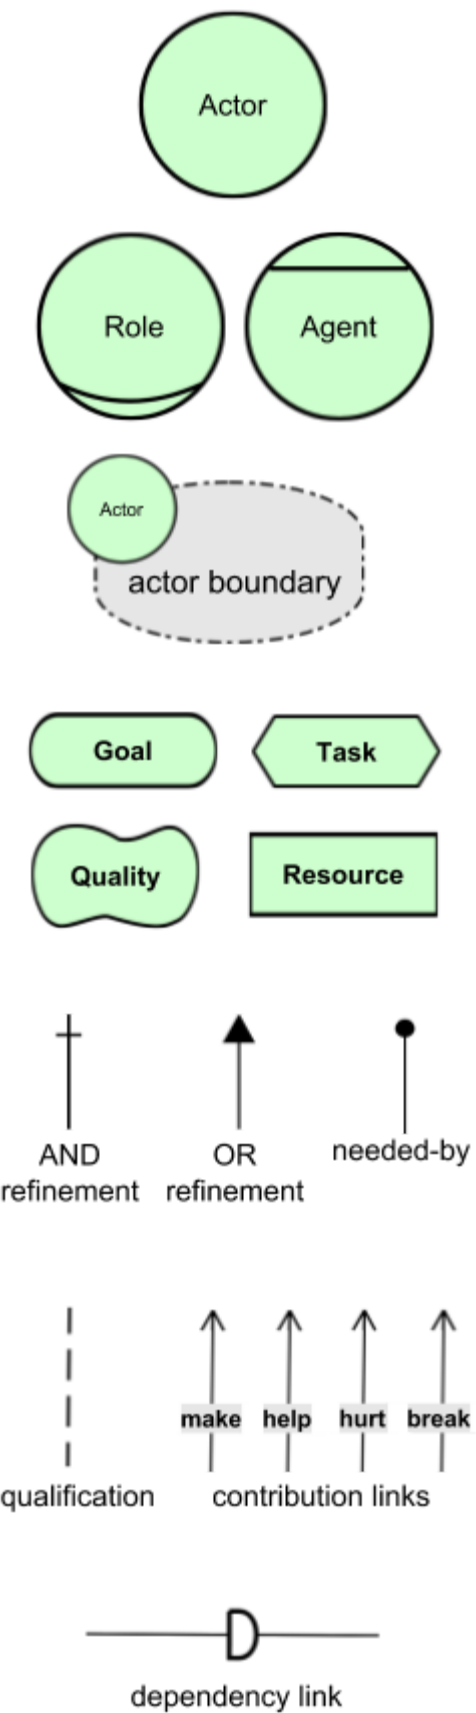 Actor
Role
Agent
Actor
actor boundary
Goal
Task
Quality
Resource
AND
refinement
OR
refinement
needed-by
make
help
hurt
break
qualification
contribution links
dependency link